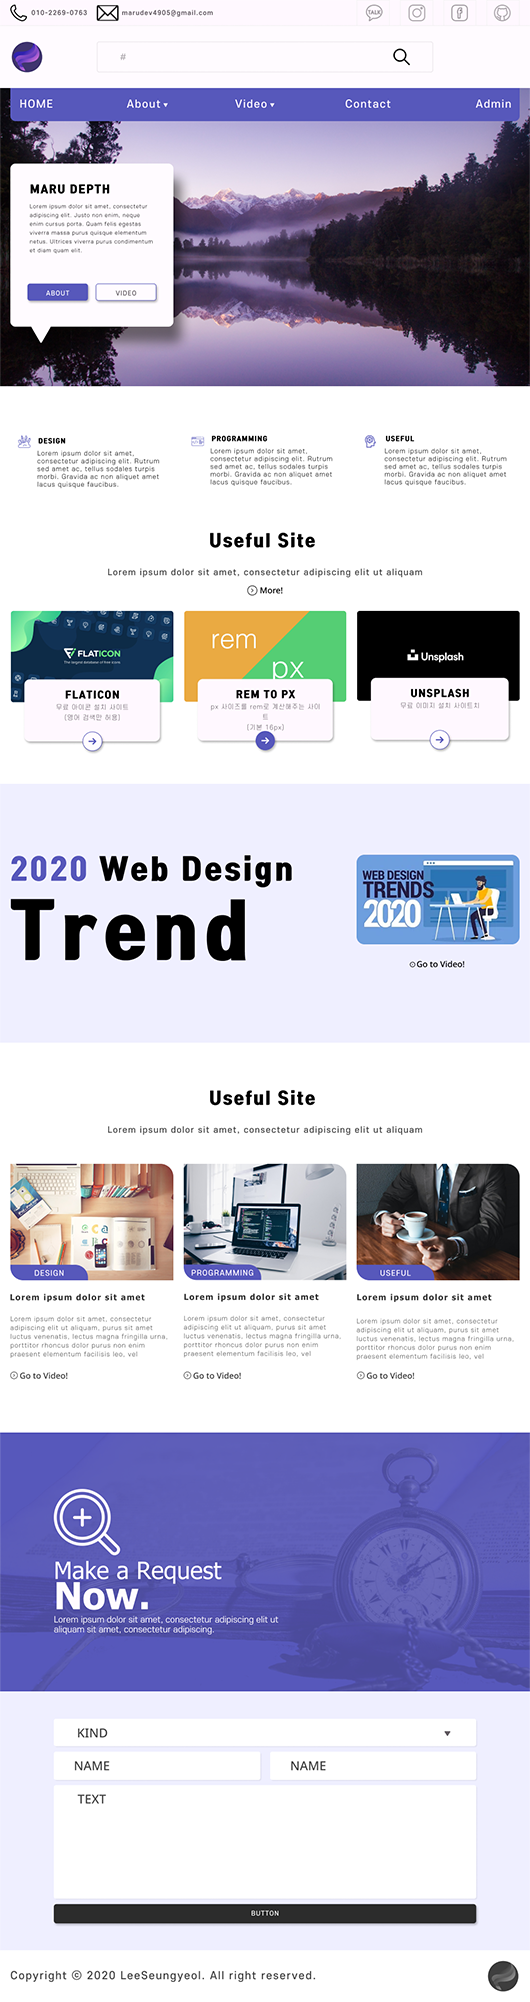 010-2269-0763 marudev4905@gmail.com
TALK
#
HOME About Video Contact Admin
MARU DEPTH
Lorem ipsum dolor sit amet, consectetur
adipiscing elit. Justo non enim, neque
enim cursus porta. Quam felis egestas
viverra massa purus quisque elementum
netus. Ultrices viverra purus condimentum
et diam quam elit.
ABOUT VIDEO
DESIGN
Lorem ipsum dolor sit amet,
consectetur adipiscing elit. Rutrum
sed amet ac, tellus sodales turpis
morbi. Gravida ac non aliquet amet
lacus quisque faucibus.
PROGRAMMING
Lorem ipsum dolor sit amet,
consectetur adipiscing elit. Rutrum
sed amet ac, tellus sodales turpis
morbi. Gravida ac non aliquet amet
lacus quisque faucibus.
USEFUL
Lorem ipsum dolor sit amet,
consectetur adipiscing elit. Rutrum
sed amet ac, tellus sodales turpis
morbi. Gravida ac non aliquet amet
lacus quisque faucibus.
Useful Site
Lorem ipsum dolor sit amet, consectetur adipiscing elit ut aliquam
More!
FLATICON
The largest database of free icons
FLATICON
무료 아이콘 설치 사이트
(영어 검색만 허용)
rem
px
REM TO PX
px 사이즈를 rem로 계산해주는 사이
트
(기본 16px)
Unsplash
UNSPLASH
무료 이미지 설치 사이트치
2020 Web Design
Trend
WEB DESIGN
TRENDS
2020
Go to Video!
Useful Site
Lorem ipsum dolor sit amet, consectetur adipiscing elit ut aliquam
DESIGN
Lorem ipsum dolor sit amet
Lorem ipsum dolor sit amet, consectetur
adipiscing elit ut aliquam, purus sit amet
luctus venenatis, lectus magna fringilla urna,
porttitor rhoncus dolor purus non enim
praesent elementum facilisis leo, vel
Go to Video!
PROGRAMMING
Lorem ipsum dolor sit amet
Lorem ipsum dolor sit amet, consectetur
adipiscing elit ut aliquam, purus sit amet
luctus venenatis, lectus magna fringilla urna,
porttitor rhoncus dolor purus non enim
praesent elementum facilisis leo, vel
Go to Video!
USEFUL
Lorem ipsum dolor sit amet
Lorem ipsum dolor sit amet, consectetur
adipiscing elit ut aliquam, purus sit amet
luctus venenatis, lectus magna fringilla urna,
porttitor rhoncus dolor purus non enim
praesent elementum facilisis leo, vel
Go to Video!
Make a Request
Now.
Lorem ipsum dolor sit amet, consectetur adipiscing elit ut
aliquam sit amet, consectetur adipiscing.
KIND
NAME NAME
TEXT
BUTTON
Copyright ⓒ 2020 LeeSeungyeol. All right reserved.